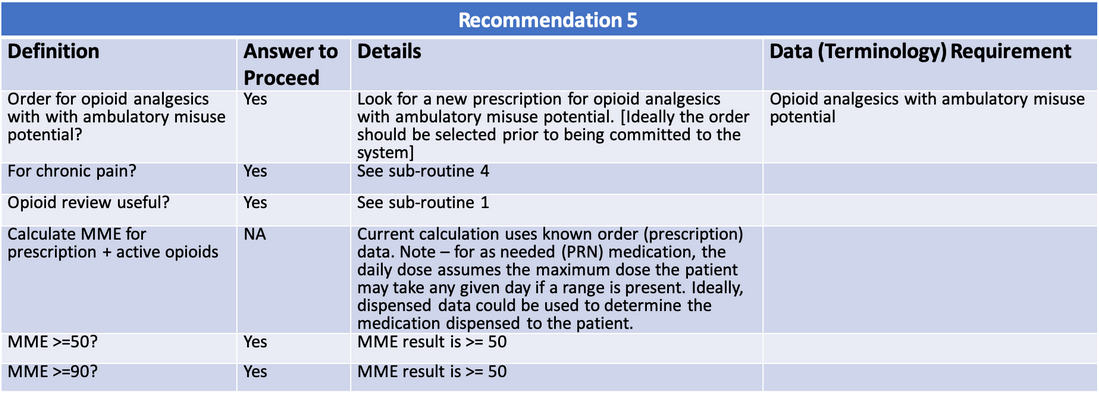 Recommendation 5
Definition
Answer to
Proceed
Details
Data (Terminology) Requirement
Order for opioid analgesics
with with ambulatory misuse
potential?
Yes
Look for a new prescription for opioid analgesics
with ambulatory misuse potential. [Ideally the order
should be selected prior to being committed to the
system]
Opioid analgesics with ambulatory misuse
potential
For chronic pain?
Yes
See sub-routine 4
Opioid review useful?
Yes
See sub-routine 1
Calculate MME for
prescription + active opioids
NA
Current calculation uses known order (prescription)
data. Note – for as needed (PRN) medication, the
daily dose assumes the maximum dose the patient
may take any given day if a range is present. Ideally,
dispensed data could be used to determine the
medication dispensed to the patient.
MME >=50?
Yes
MME result is >= 50
MME >=90?
Yes
MME result is >= 50